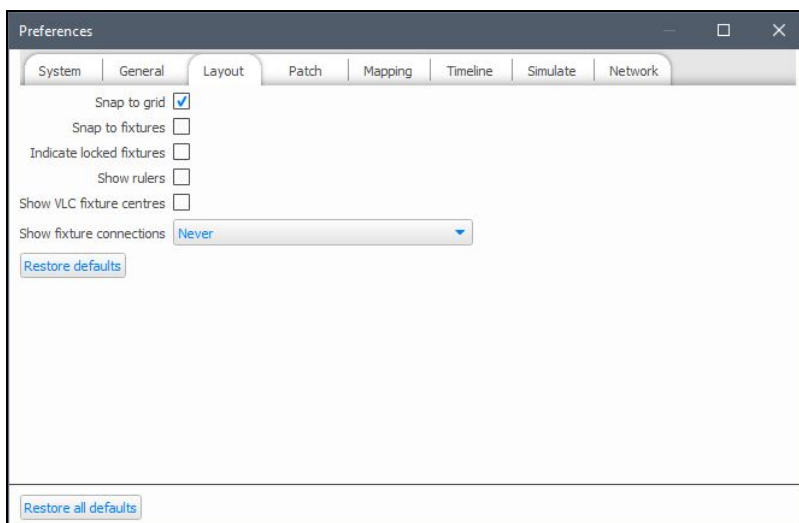 Preferences
System General Layout Patch Mapping Timeline Simulate Network
Snap to grid
Snap to fixtures
Indicate locked fixtures
Show rulers
Show VLC fixture centres
Show fixture connections Never
Restore defaults
Restore all defaults